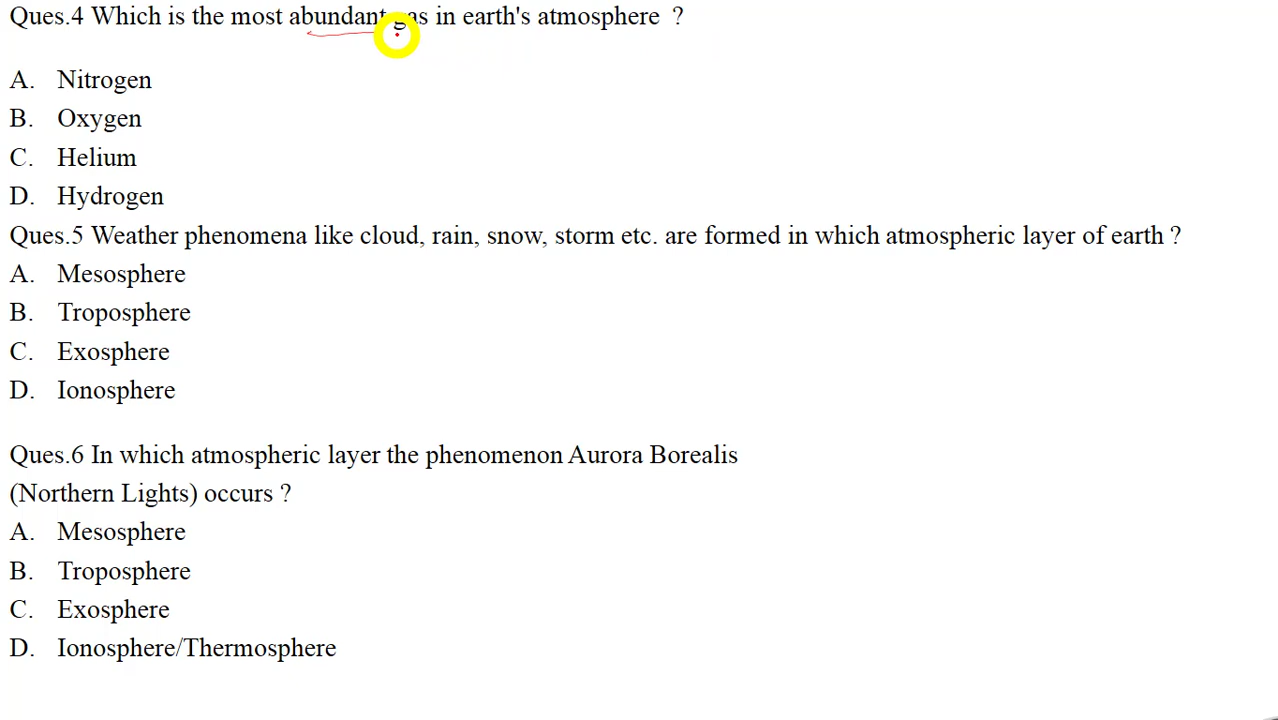 Ques.4 Which is the most abundant gas in earth's atmosphere ?
A. Nitrogen
B. Oxygen
C. Helium
D. Hydrogen
Ques.5 Weather phenomena like cloud, rain, snow, storm etc. are formed in which atmospheric layer of earth ?
A. Mesosphere
B. Troposphere
C. Exosphere
D. Ionosphere
Ques.6 In which atmospheric layer the phenomenon Aurora Borealis
(Northern Lights) occurs ?
A. Mesosphere
B. Troposphere
C. Exosphere
D. Ionosphere/Thermosphere